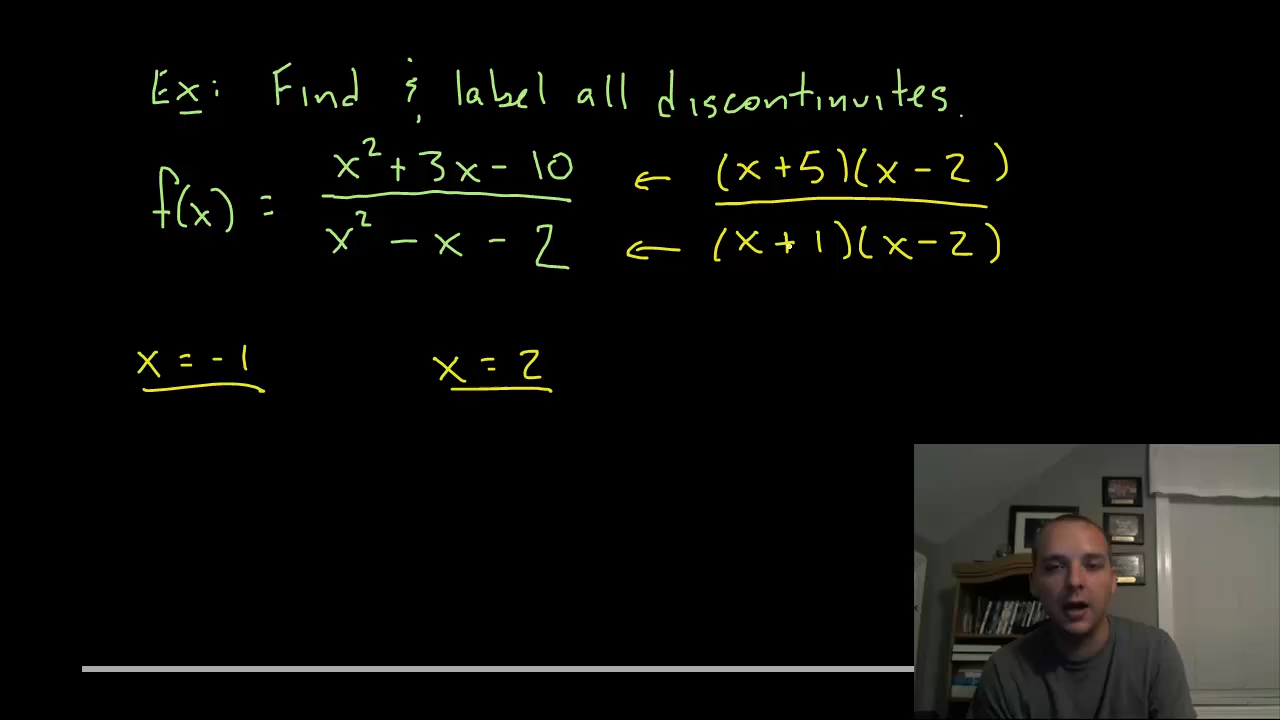 Ex: Find & label all discontinuites.
f(x) = x² + 3x - 10 ← (x + 5)(x - 2)
x² - x - 2 ← (x + 1)(x - 2)
x = -1 x = 2